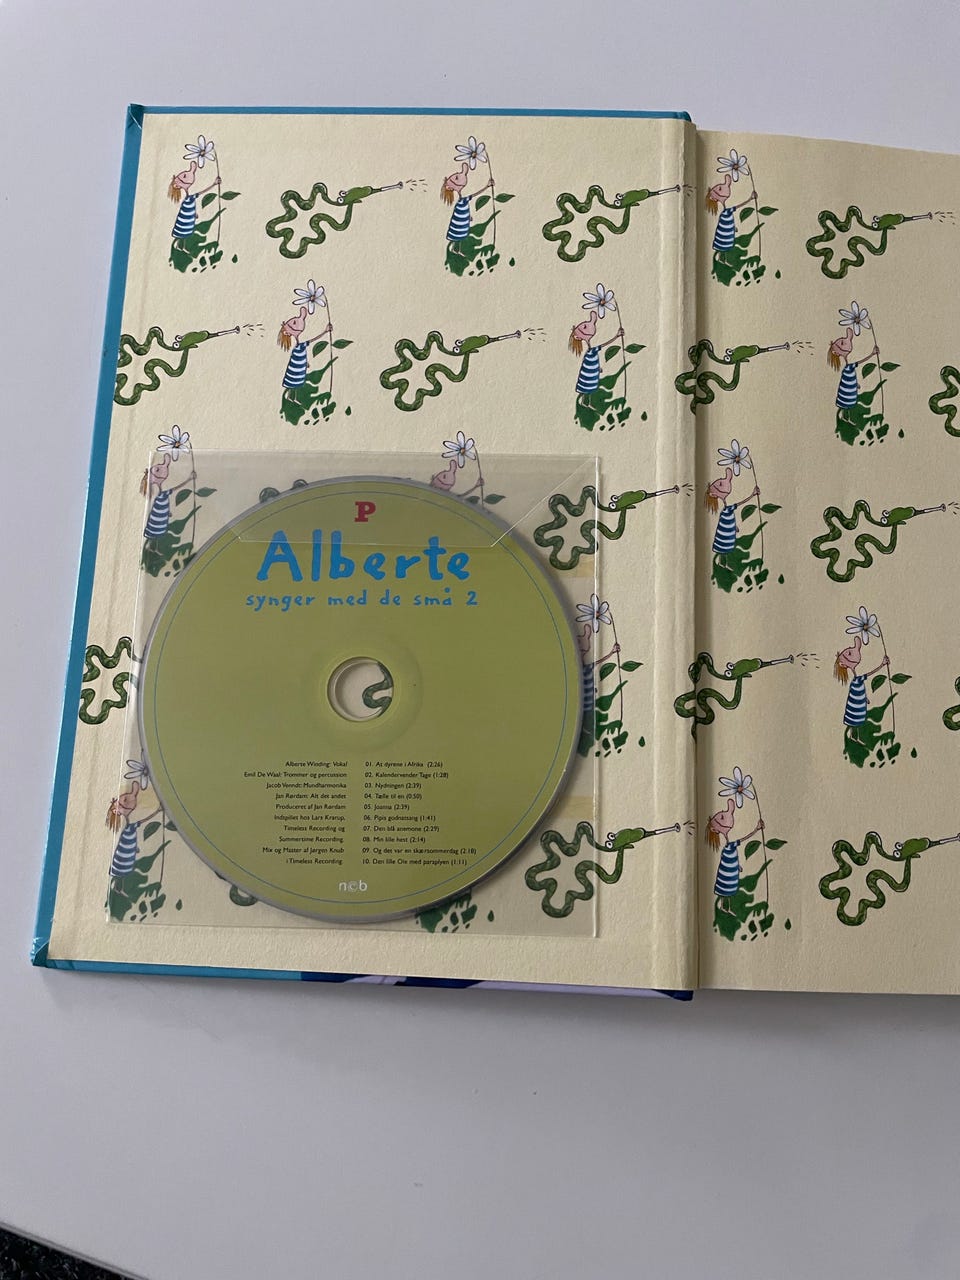 P
Alberte
synger med de små 2
Alberte Winding: Vokal
Emil De Waal: Trommer og percussion
Jacob Venndt: Mundharmonika
Jan Rørdam: Alt det andet
Produceret af Jan Rørdam
Indspillet hos Lars Krarup,
Timeless Recording og
Summertime Recording.
Mix og Master af Jørgen Knub
i Timeless Recording.
01. At dyrene i Afrika (2:26)
02. Kalendervender Tage (1:28)
03. Nydningen (2:39)
04. Tælle til en (0:50)
05. Joanna (2:39)
06. Pipis godnatsang (1:41)
07. Den blå anemone (2:29)
08. Min lille hest (2:14)
09. Og det var en skærsommerdag (2:18)
10. Den lille Ole med paraplyen (1:11)
n©b